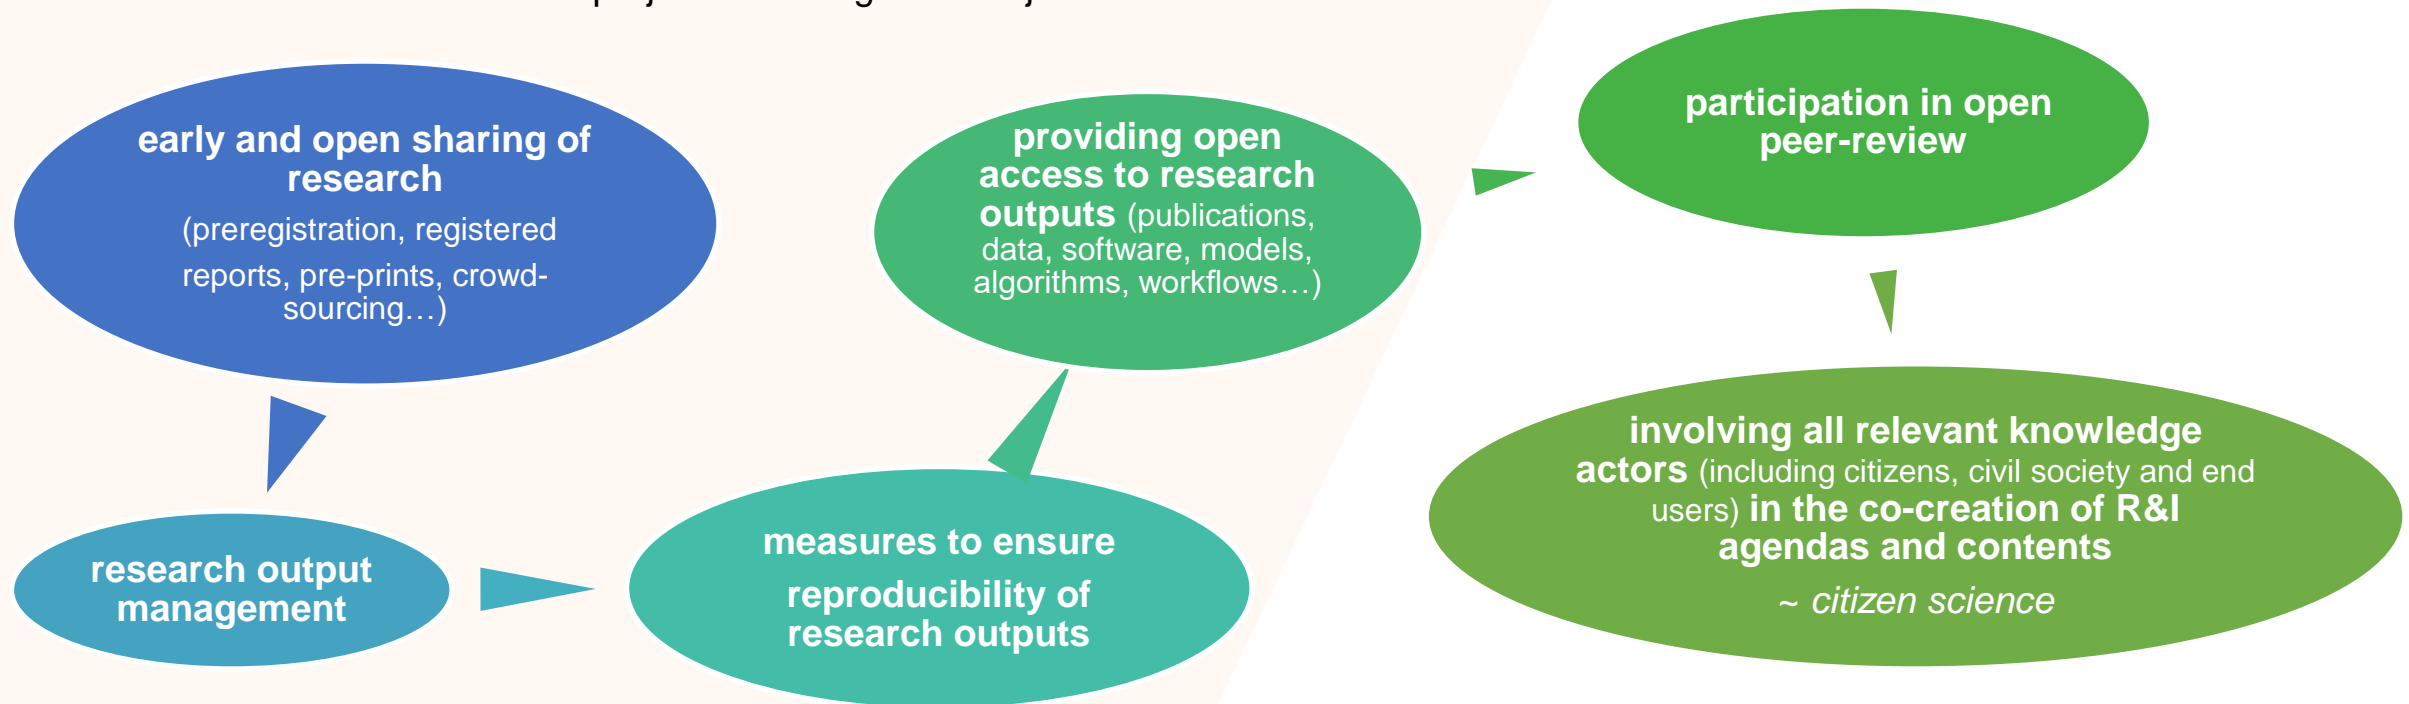 early and open sharing of
research
(preregistration, registered
reports, pre-prints, crowd-
sourcing…)
research output
management
measures to ensure
reproducibility of
research outputs
providing open
access to research
outputs (publications,
data, software, models,
algorithms, workflows…)
participation in open
peer-review
involving all relevant knowledge
actors (including citizens, civil society and end
users) in the co-creation of R&I
agendas and contents
~ citizen science